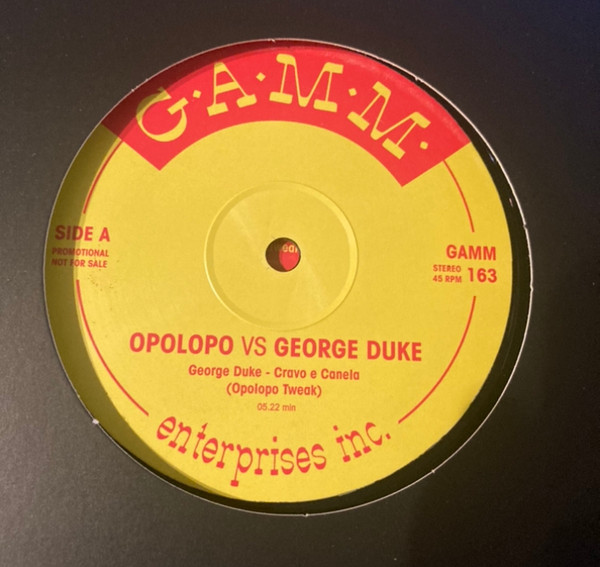 G·A·M·M·
SIDE A
PROMOTIONAL
NOT FOR SALE
GAMM
STEREO
45 RPM 163
OPOLOPO VS GEORGE DUKE
George Duke - Cravo e Canela
(Opolopo Tweak)
05.22 min
enterprises inc.